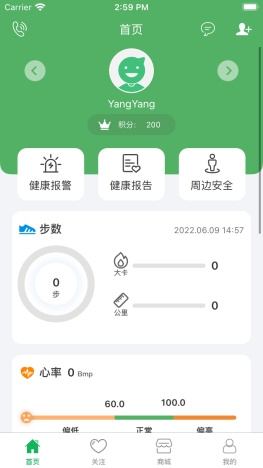 Carrier
2:59 PM
首页
YangYang
积分: 200
健康报警
健康报告
周边安全
步数
2022.06.09 14:57
0
步
大卡
0
公里
0
心率 0 Bmp
60.0
100.0
偏低
正常
偏高
首页
关注
商城
我的